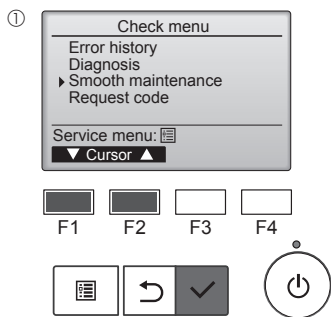 ①
Check menu
Error history
Diagnosis
Smooth maintenance
Request code
Service menu:
▼ Cursor ▲
F1 F2 F3 F4